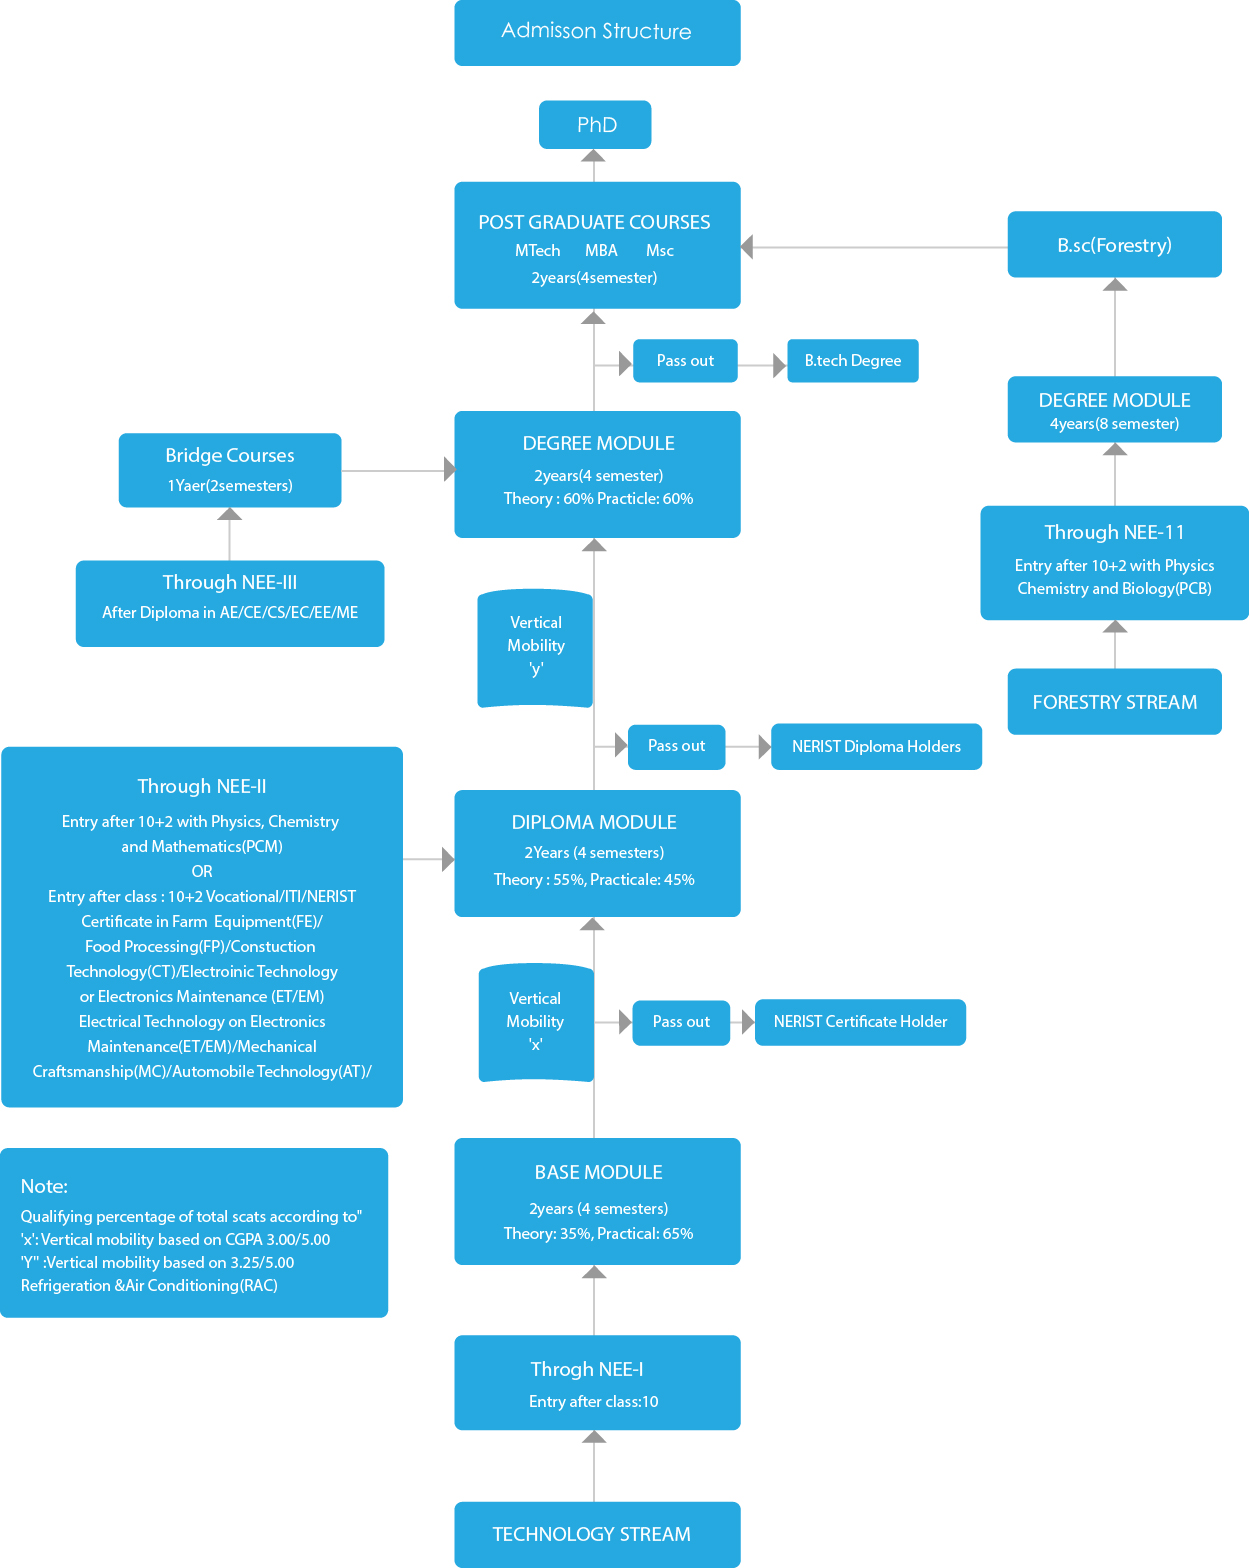 Admisson Structure
PhD
POST GRADUATE COURSES
MTech MBA Msc
2years(4semester)
B.sc(Forestry)
Pass out
B.tech Degree
DEGREE MODULE
4years(8 semester)
DEGREE MODULE
2years(4 semester)
Theory : 60% Practicle: 60%
Bridge Courses
1Yaer(2semesters)
Through NEE-11
Entry after 10+2 with Physics
Chemistry and Biology(PCB)
Through NEE-III
After Diploma in AE/CE/CS/EC/EE/ME
Vertical
Mobility
'y'
FORESTRY STREAM
Pass out
NERIST Diploma Holders
Through NEE-II
Entry after 10+2 with Physics, Chemistry
and Mathematics(PCM)
OR
Entry after class : 10+2 Vocational/ITI/NERIST
Certificate in Farm Equipment(FE)/
Food Processing(FP)/Constuction
Technology(CT)/Electroinic Technology
or Electronics Maintenance (ET/EM)
Electrical Technology on Electronics
Maintenance(ET/EM)/Mechanical
Craftsmanship(MC)/Automobile Technology(AT)/
DIPLOMA MODULE
2Years (4 semesters)
Theory : 55%, Practicale: 45%
Vertical
Mobility
'x'
Pass out
NERIST Certificate Holder
BASE MODULE
2years (4 semesters)
Theory: 35%, Practical: 65%
Note:
Qualifying percentage of total scats according to"
'x': Vertical mobility based on CGPA 3.00/5.00
'Y'' :Vertical mobility based on 3.25/5.00
Refrigeration &Air Conditioning(RAC)
Throgh NEE-I
Entry after class:10
TECHNOLOGY STREAM